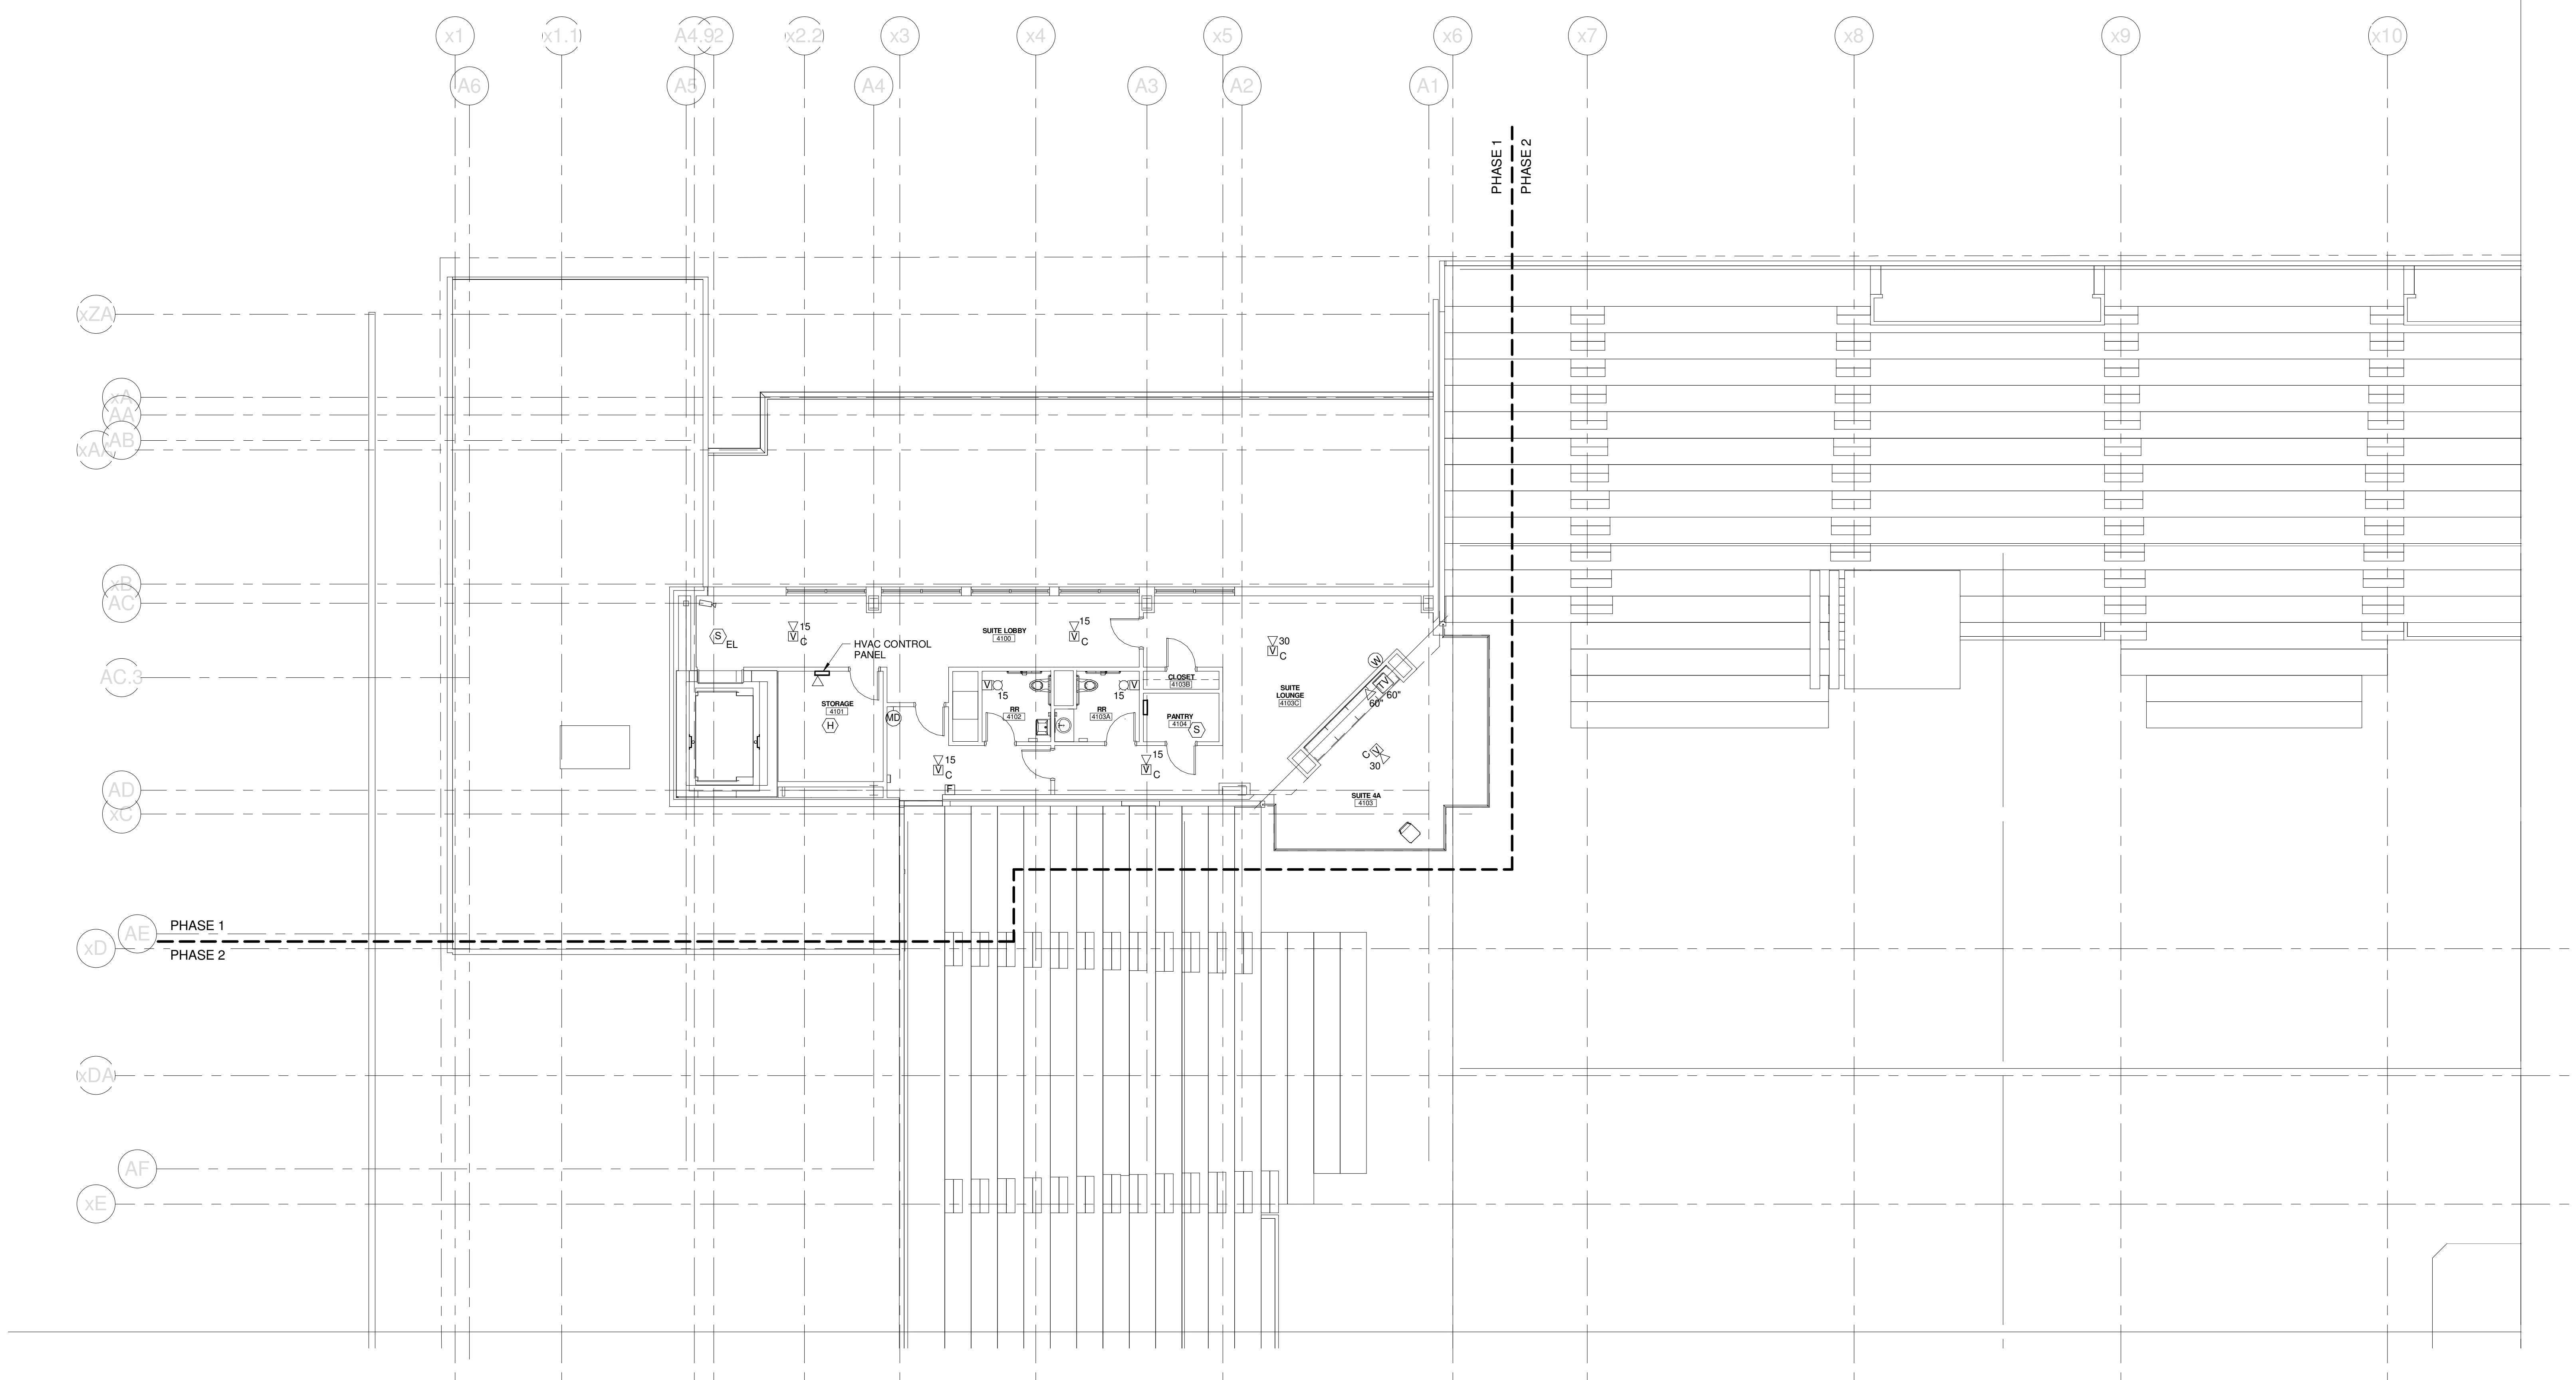 x1
x1.1
A4.9
2
x2.2
x3
x4
x5
x6
x7
x8
x9
x10
A6
A5
A4
A3
A2
A1
PHASE 1
PHASE 2
xZA
xA
AA
AB
xAA
xB
AC
AC.3
AD
xC
AE
xD
xDA
AF
xE
S
EL
15
V
C
HVAC CONTROL
PANEL
SUITE LOBBY
4100
15
V
C
30
V
C
STORAGE
4101
H
MD
V
15
RR
4102
15
V
RR
4103A
CLOSET
4103B
PANTRY
4104
S
SUITE
LOUNGE
4103C
W
TV
60"
60"
15
V
C
F
15
V
C
C
V
30
SUITE 4A
4103
PHASE 1
PHASE 2